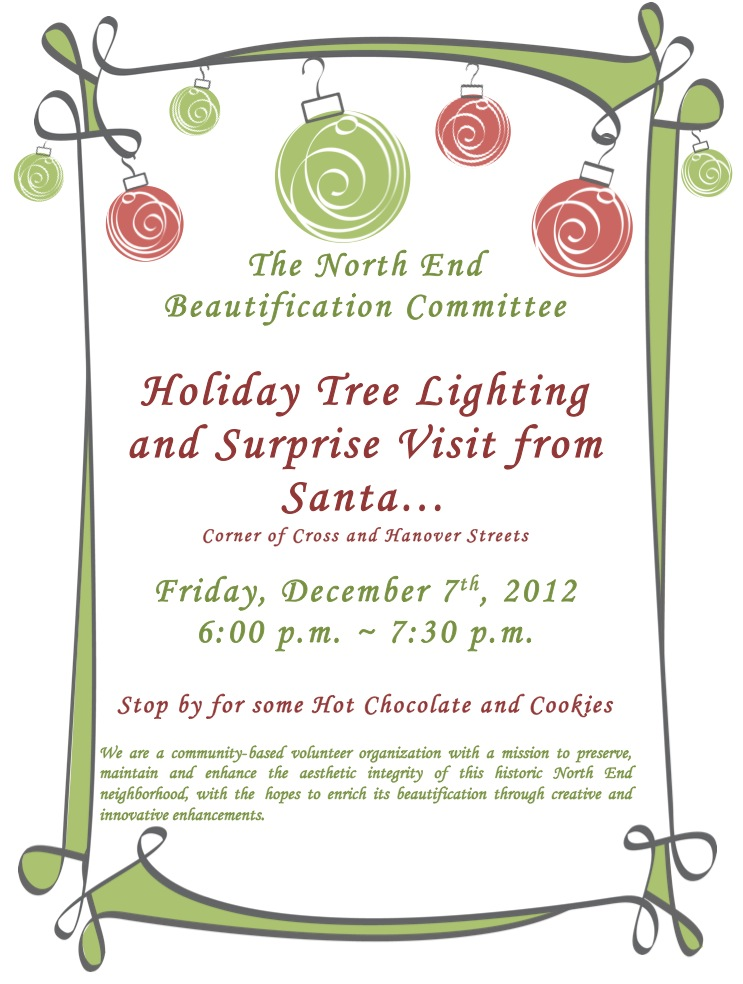 The North End
Beautification Committee
Holiday Tree Lighting
and Surprise Visit from
Santa...
Corner of Cross and Hanover Streets
Friday, December 7th, 2012
6:00 p.m. ~ 7:30 p.m.
Stop by for some Hot Chocolate and Cookies
We are a community-based volunteer organization with a mission to preserve,
maintain and enhance the aesthetic integrity of this historic North End
neighborhood, with the hopes to enrich its beautification through creative and
innovative enhancements.